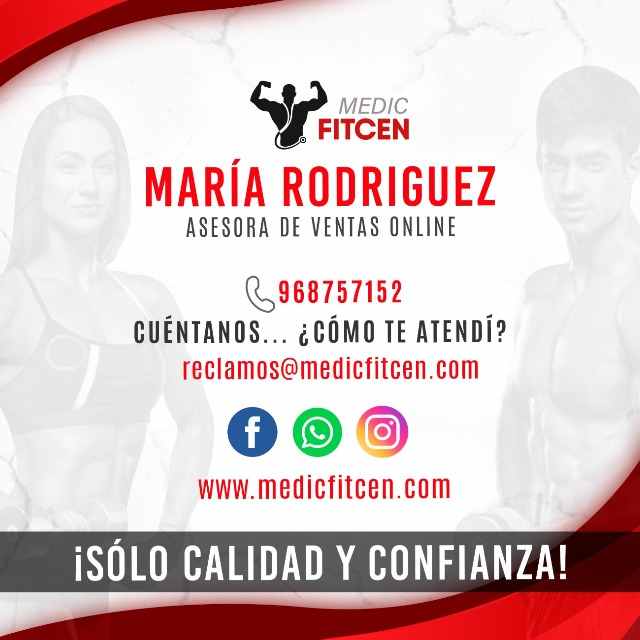 MEDIC
FITCEN
MARÍA RODRIGUEZ
ASESORA DE VENTAS ONLINE
968757152
CUÉNTANOS... ¿CÓMO TE ATENDÍ?
reclamos@medicfitcen.com
www.medicfitcen.com
¡SÓLO CALIDAD Y CONFIANZA!